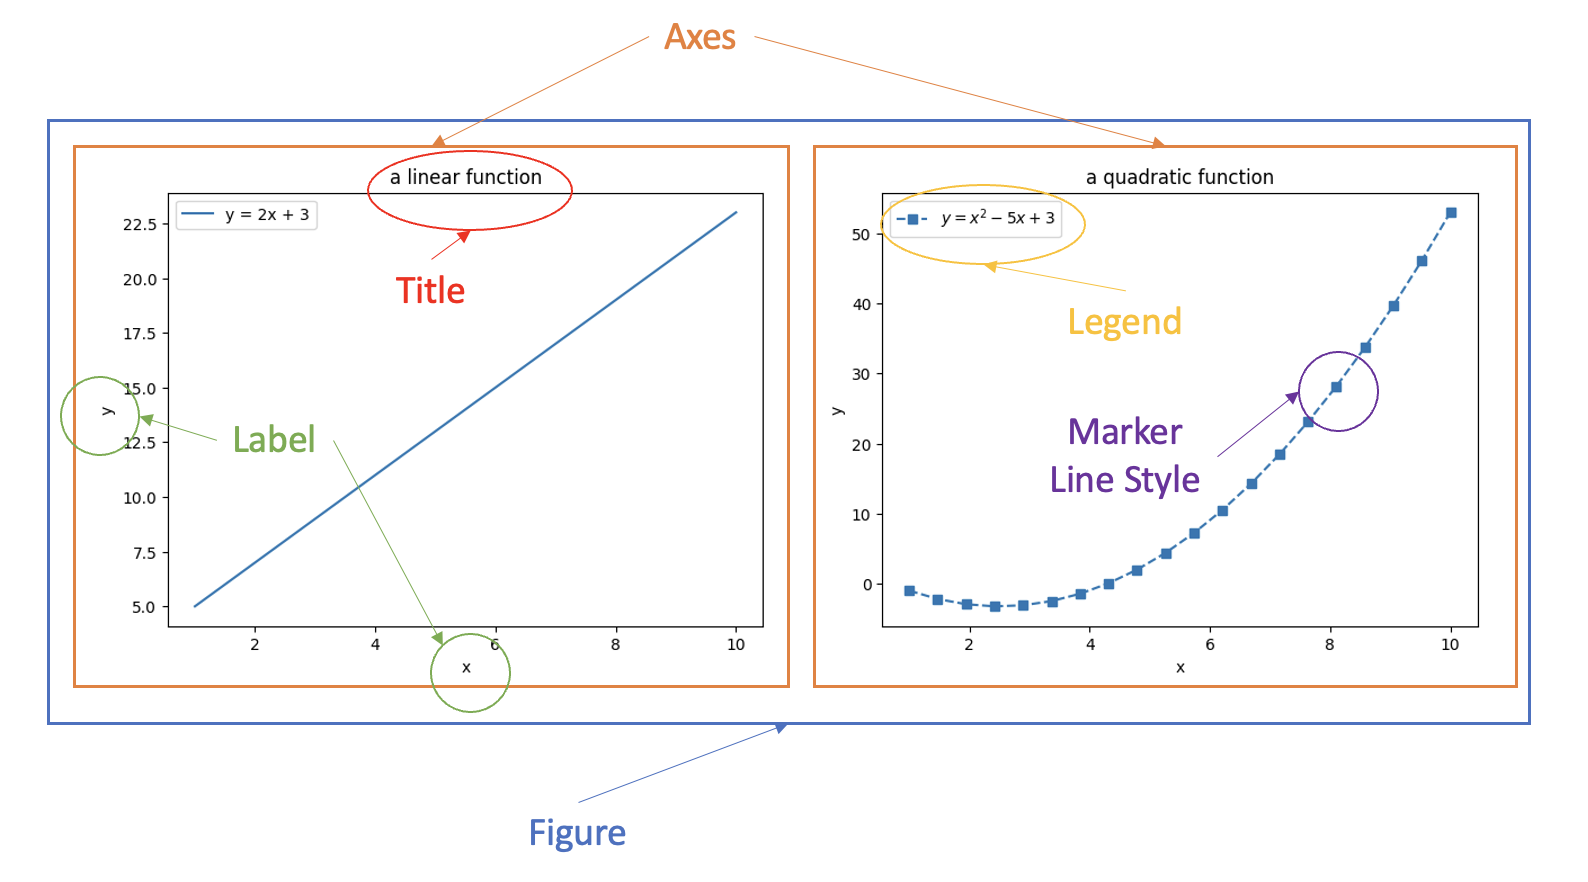 Axes
a linear function
y = 2x + 3
Title
22.5
20.0
17.5
15.0
12.5
10.0
7.5
5.0
y
Label
2 4 6 8 10
x
a quadratic function
y = x² − 5x + 3
Legend
50
40
30
20
10
0
y
Marker
Line Style
2 4 6 8 10
x
Figure